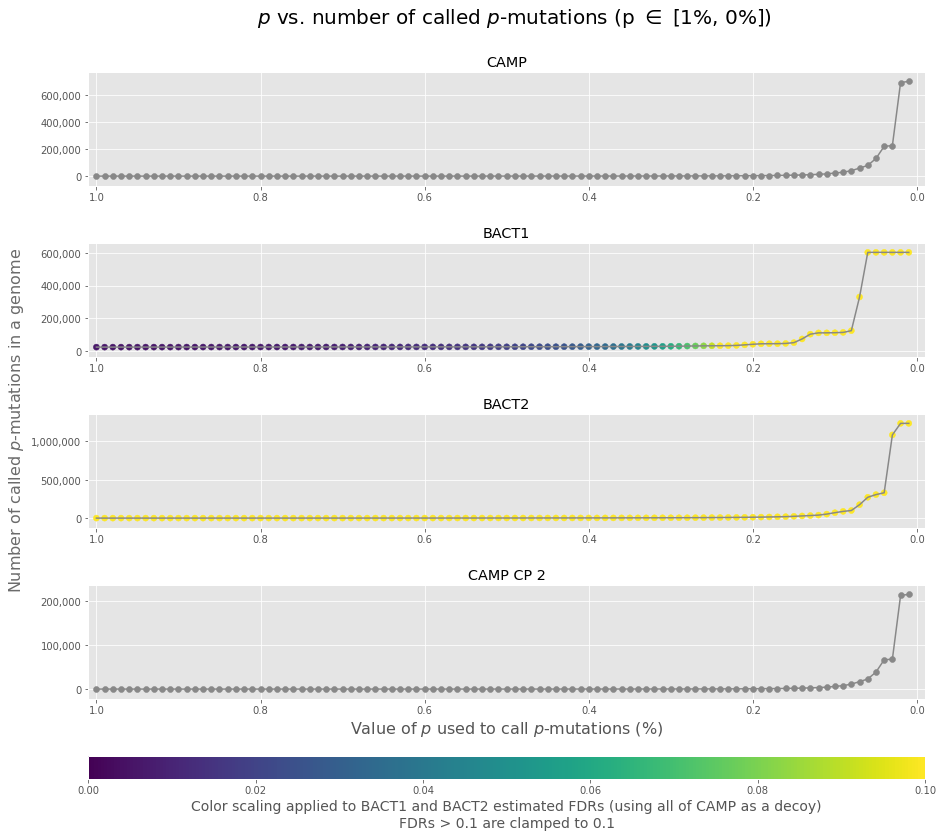 p vs. number of called p-mutations (p ∈ [1%, 0%])
CAMP
600,000
400,000
200,000
0
1.0 0.8 0.6 0.4 0.2 0.0
BACT1
600,000
400,000
200,000
0
1.0 0.8 0.6 0.4 0.2 0.0
Number of called p-mutations in a genome
BACT2
1,000,000
500,000
0
1.0 0.8 0.6 0.4 0.2 0.0
CAMP CP 2
200,000
100,000
0
1.0 0.8 0.6 0.4 0.2 0.0
Value of p used to call p-mutations (%)
0.00 0.02 0.04 0.06 0.08 0.10
Color scaling applied to BACT1 and BACT2 estimated FDRs (using all of CAMP as a decoy)
FDRs > 0.1 are clamped to 0.1